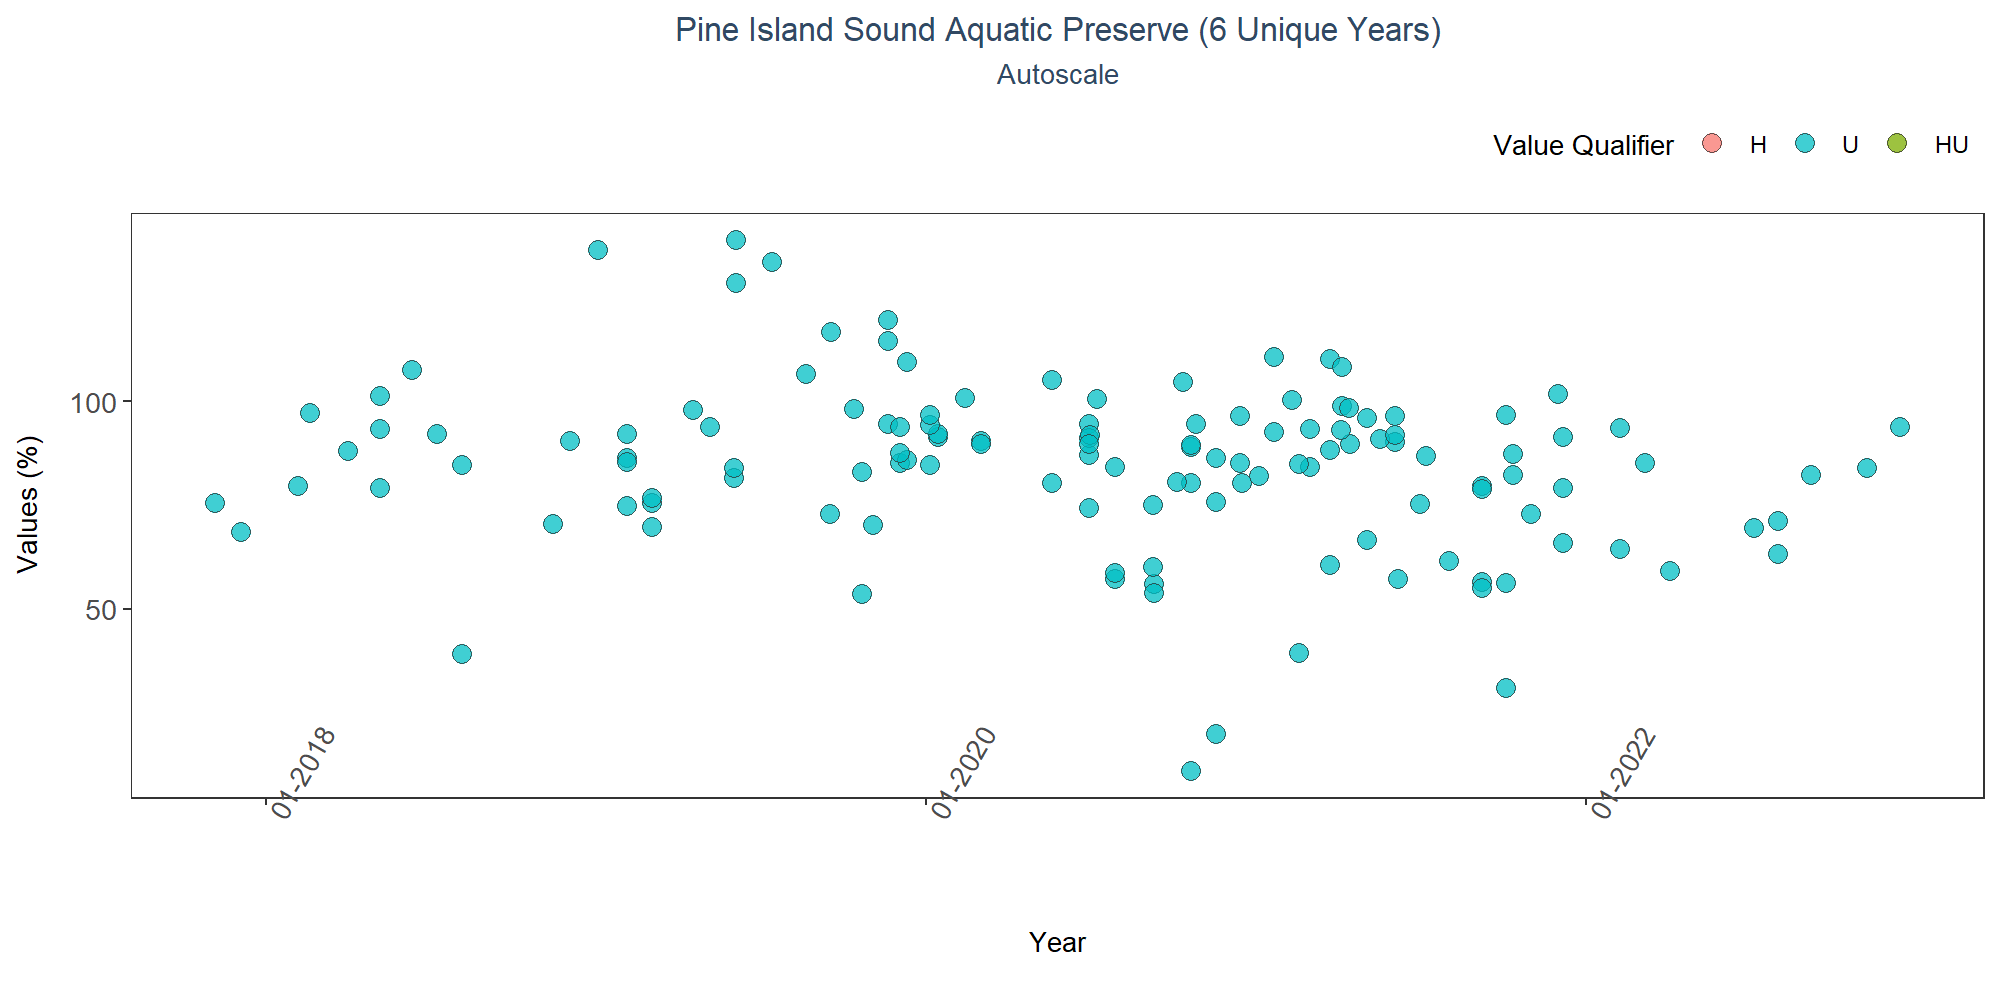 Pine Island Sound Aquatic Preserve (6 Unique Years)
Autoscale
Value Qualifier H U HU
Values (%)
100
50
01-2018
01-2020
01-2022
Year